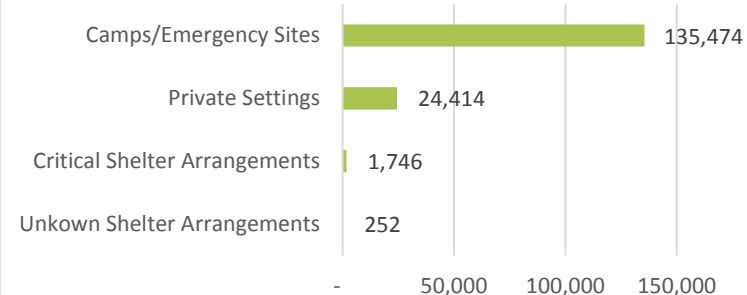 Camps/Emergency Sites 135,474
Private Settings 24,414
Critical Shelter Arrangements 1,746
Unkown Shelter Arrangements 252
- 50,000 100,000 150,000